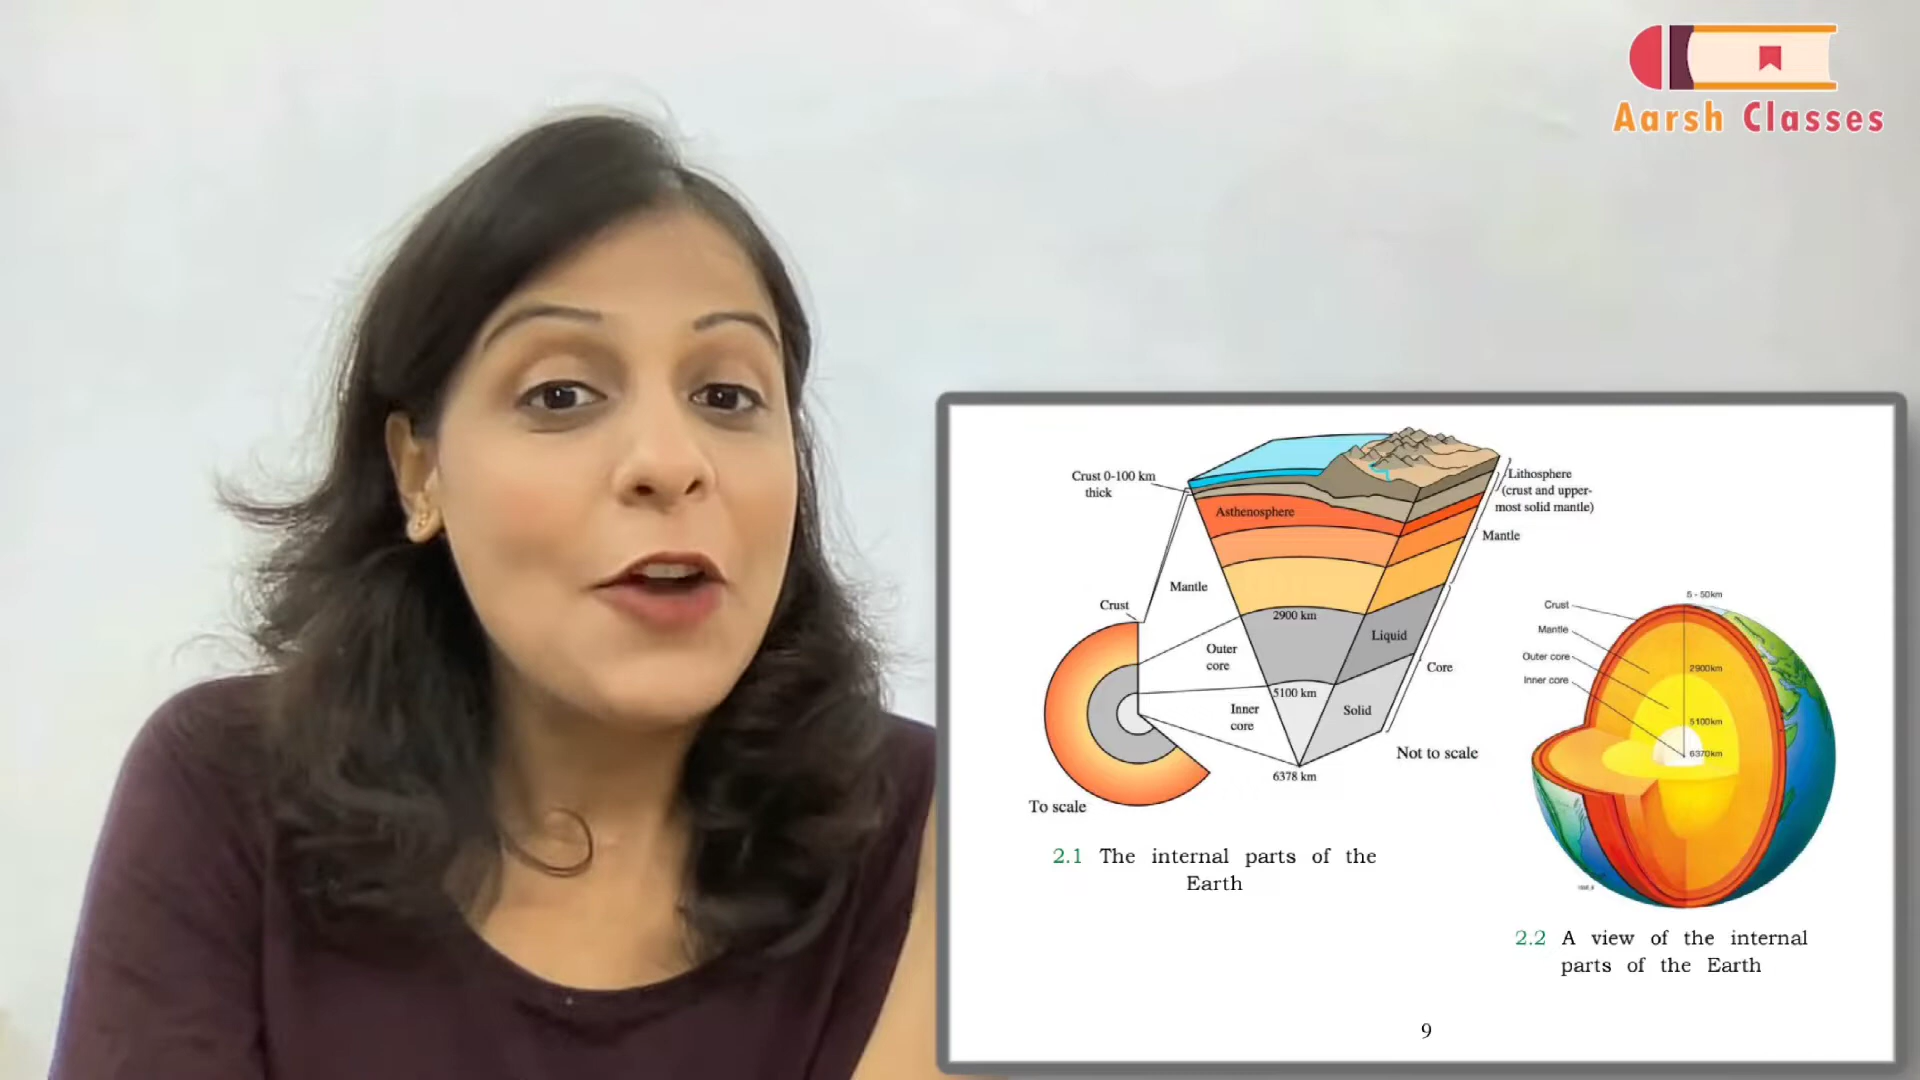 Aarsh Classes
Crust 0-100 km
thick
Lithosphere
(crust and upper-
most solid mantle)
Asthenosphere
Mantle
Mantle
Crust
2900 km
Liquid
Outer
core
Core
5100 km
Inner
core
Solid
Not to scale
6378 km
To scale
2.1 The internal parts of the
Earth
5 - 50km
Crust
Mantle
2900km
Outer core
Inner core
5100km
6370km
2.2 A view of the internal
parts of the Earth
9